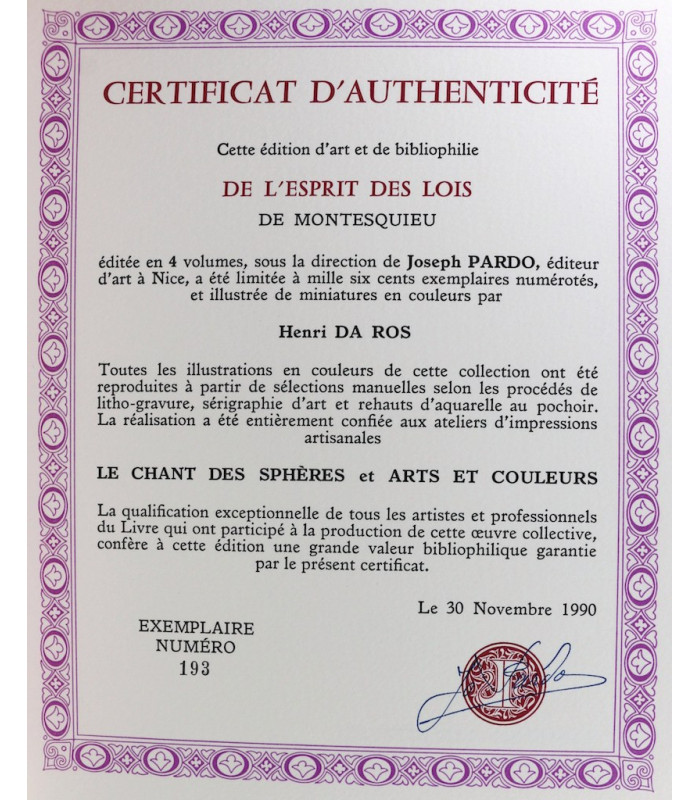 CERTIFICAT D'AUTHENTICITÉ
Cette édition d'art et de bibliophilie
DE L'ESPRIT DES LOIS
DE MONTESQUIEU
éditée en 4 volumes, sous la direction de Joseph PARDO, éditeur
d'art à Nice, a été limitée à mille six cents exemplaires numérotés,
et illustrée de miniatures en couleurs par
Henri DA ROS
Toutes les illustrations en couleurs de cette collection ont été
reproduites à partir de sélections manuelles selon les procédés de
litho-gravure, sérigraphie d'art et rehauts d'aquarelle au pochoir.
La réalisation a été entièrement confiée aux ateliers d'impressions
artisanales
LE CHANT DES SPHÈRES et ARTS ET COULEURS
La qualification exceptionnelle de tous les artistes et professionnels
du Livre qui ont participé à la production de cette œuvre collective,
confère à cette édition une grande valeur bibliophilique garantie
par le présent certificat.
Le 30 Novembre 1990
EXEMPLAIRE
NUMÉRO
193